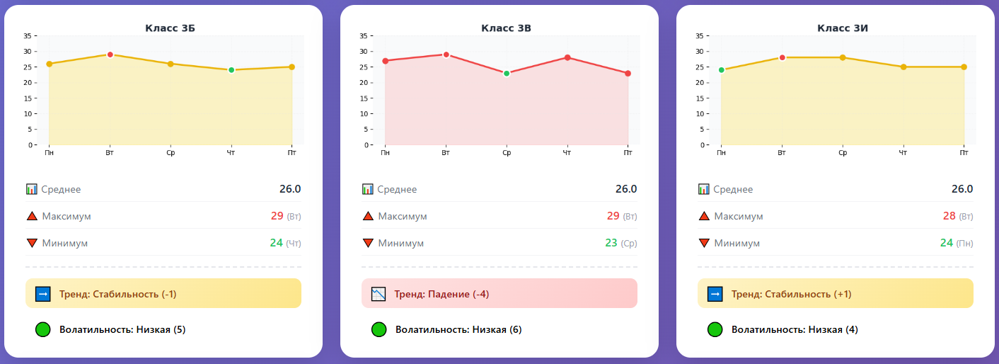 Класс 3Б
35
30
25
20
15
10
5
0
Пн Вт Ср Чт Пт
Среднее 26.0
Максимум 29 (Вт)
Минимум 24 (Чт)
Тренд: Стабильность (-1)
Волатильность: Низкая (5)
Класс 3В
35
30
25
20
15
10
5
0
Пн Вт Ср Чт Пт
Среднее 26.0
Максимум 29 (Вт)
Минимум 23 (Ср)
Тренд: Падение (-4)
Волатильность: Низкая (6)
Класс 3И
35
30
25
20
15
10
5
0
Пн Вт Ср Чт Пт
Среднее 26.0
Максимум 28 (Вт)
Минимум 24 (Пн)
Тренд: Стабильность (+1)
Волатильность: Низкая (4)